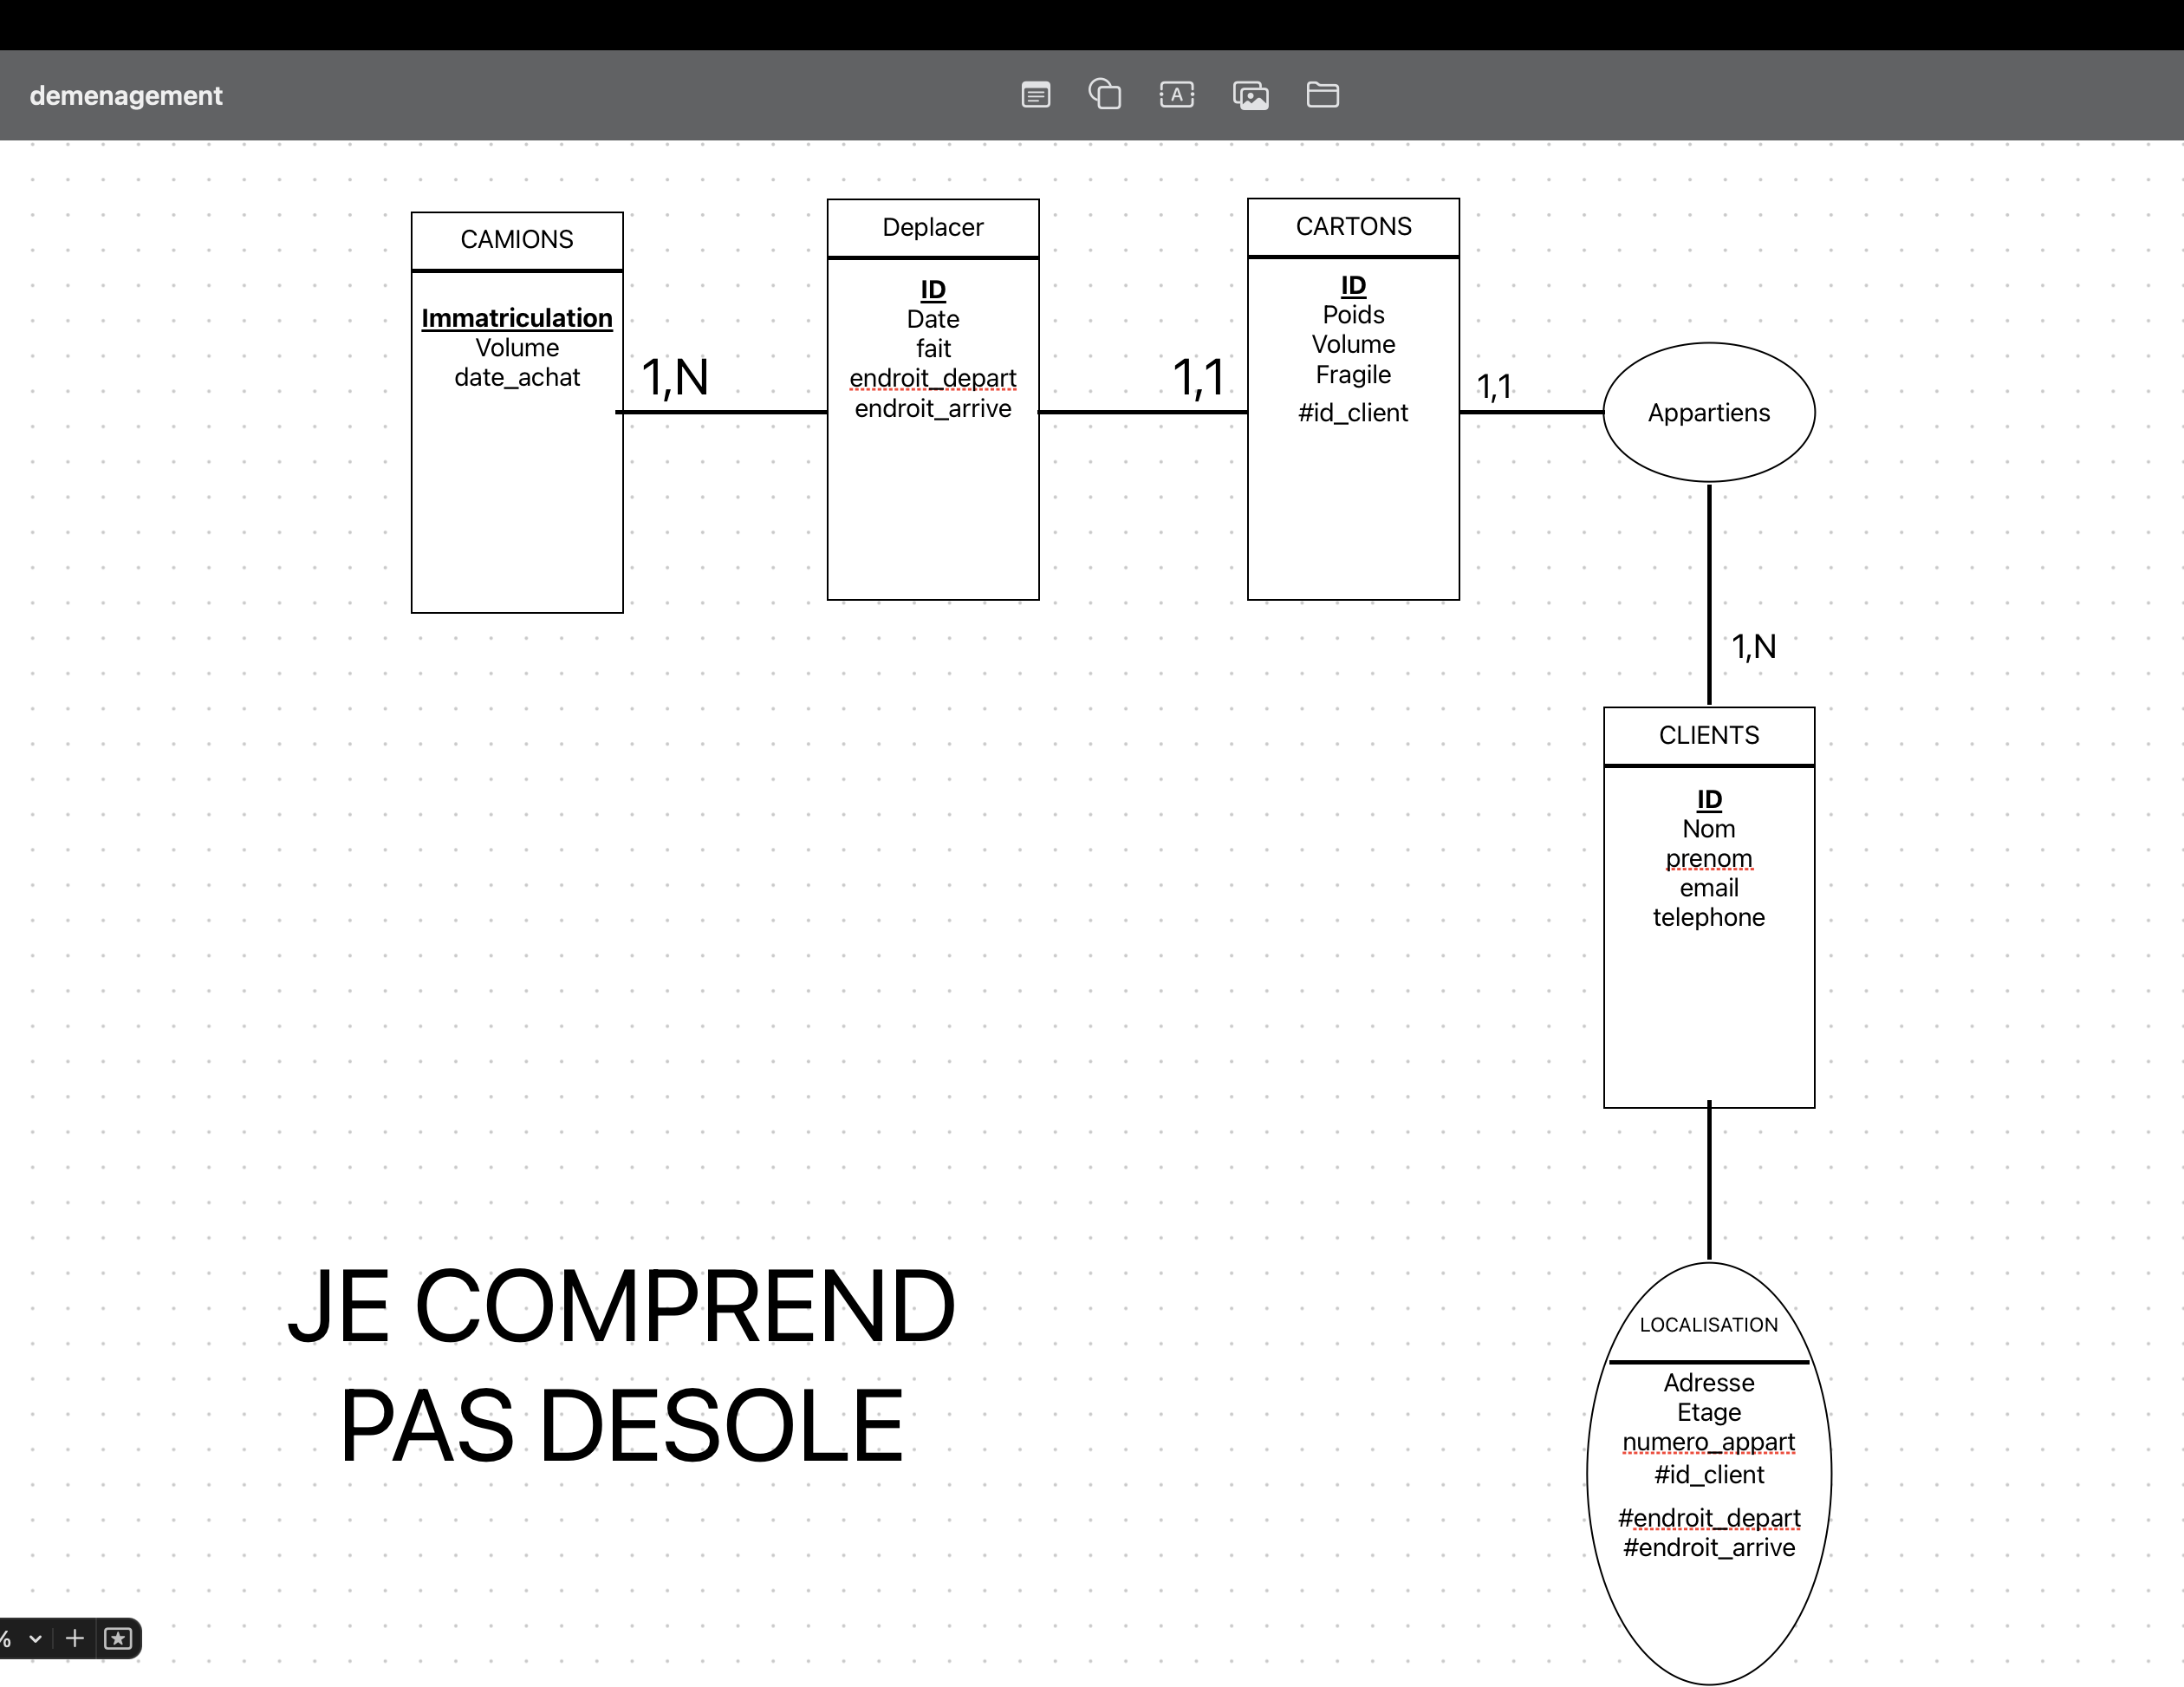 demenagement
CAMIONS
Immatriculation
Volume
date_achat
1,N
Deplacer
ID
Date
fait
endroit_depart
endroit_arrive
1,1
CARTONS
ID
Poids
Volume
Fragile
#id_client
1,1
Appartiens
1,N
CLIENTS
ID
Nom
prenom
email
telephone
LOCALISATION
Adresse
Etage
numero_appart
#id_client
#endroit_depart
#endroit_arrive
JE COMPREND
PAS DESOLE
%